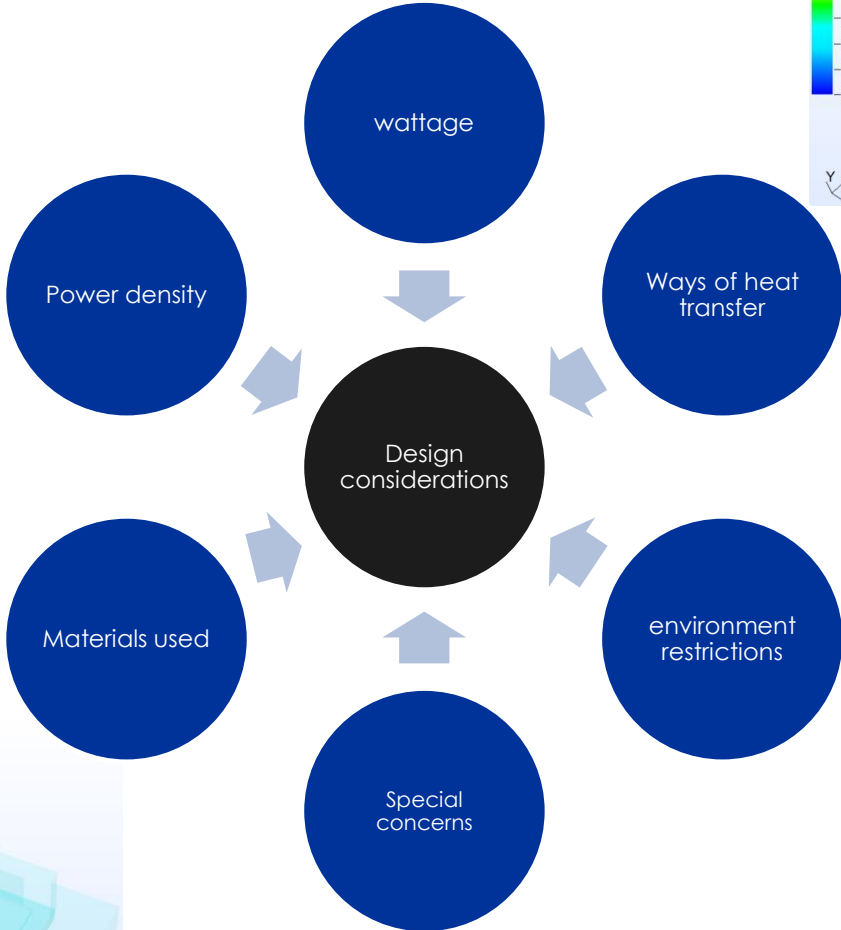 wattage
Y
Power density
Ways of heat
transfer
Design
considerations
Materials used
environment
restrictions
Special
concerns